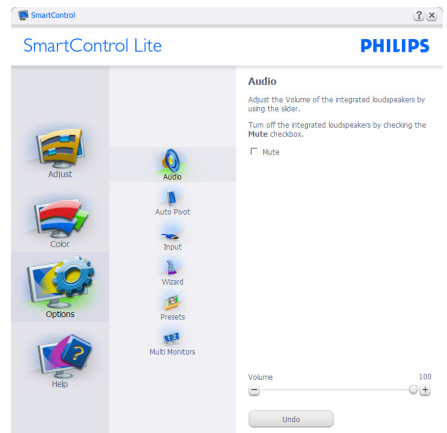 SmartControl
SmartControl Lite
PHILIPS
Adjust
Color
Options
Help
Audio
Auto Pivot
Input
Wizard
Presets
Multi Monitors
Audio
Adjust the Volume of the integrated loudspeakers by
using the slider.
Turn off the integrated loudspeakers by checking the
Mute checkbox.
Mute
Volume 100
Undo